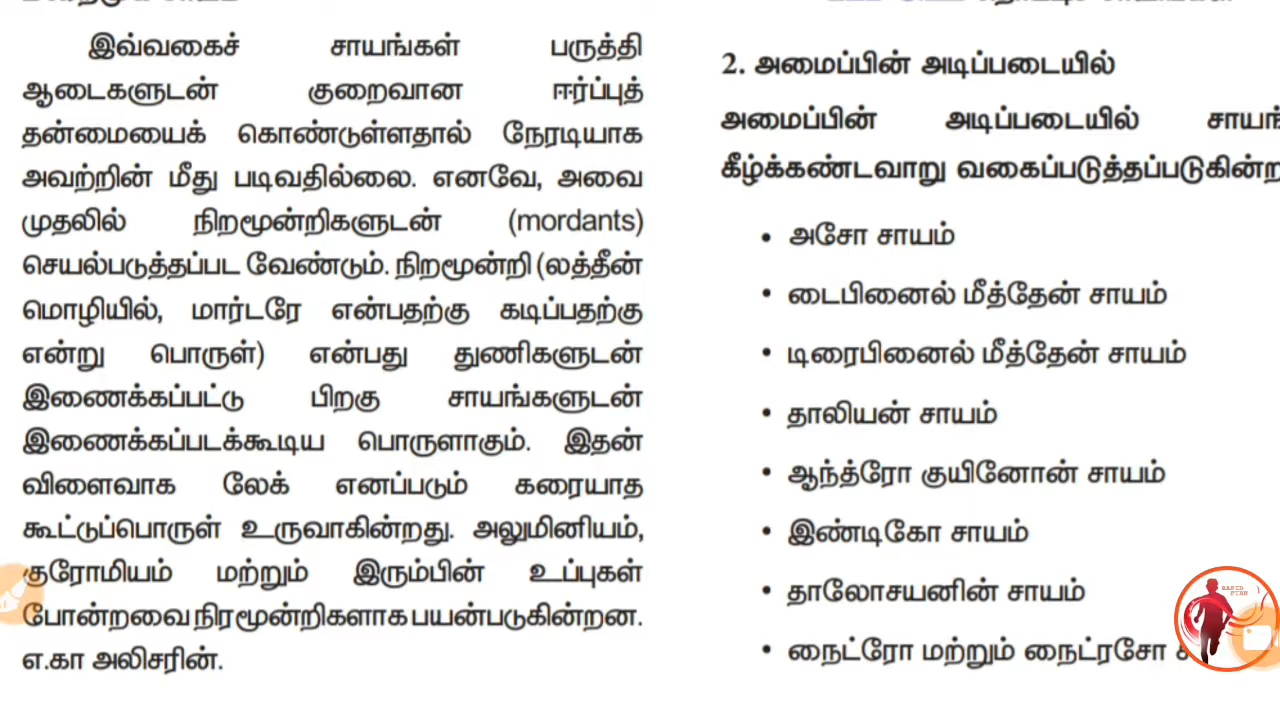 இவ்வகைச் சாயங்கள் பருத்தி
ஆடைகளுடன் குறைவான ஈர்ப்புத்
தன்மையைக் கொண்டுள்ளதால் நேரடியாக
அவற்றின் மீது படிவதில்லை. எனவே, அவை
முதலில் நிறமூன்றிகளுடன் (mordants)
செயல்படுத்தப்பட வேண்டும். நிறமூன்றி (லத்தீன்
மொழியில், மார்டரே என்பதற்கு கடிப்பதற்கு
என்று பொருள்) என்பது துணிகளுடன்
இணைக்கப்பட்டு பிறகு சாயங்களுடன்
இணைக்கப்படக்கூடிய பொருளாகும். இதன்
விளைவாக லேக் எனப்படும் கரையாத
கூட்டுப்பொருள் உருவாகின்றது. அலுமினியம்,
குரோமியம் மற்றும் இரும்பின் உப்புகள்
போன்றவை நிரமூன்றிகளாக பயன்படுகின்றன.
எ.கா அலிசரின்.
2. அமைப்பின் அடிப்படையில்
அமைப்பின் அடிப்படையில்
கீழ்க்கண்டவாறு
• அசோ சாயம்
• டைபினைல் மீத்தேன் சாயம்
• டிரைபினைல் மீத்தேன் சாயம்
• தாலியன் சாயம்
• ஆந்த்ரோ குயினோன் சாயம்
• இண்டிகோ சாயம்
• தாலோசயனின் சாயம்
• நைட்ரோ மற்றும் நைட்ரசோ
RAPID